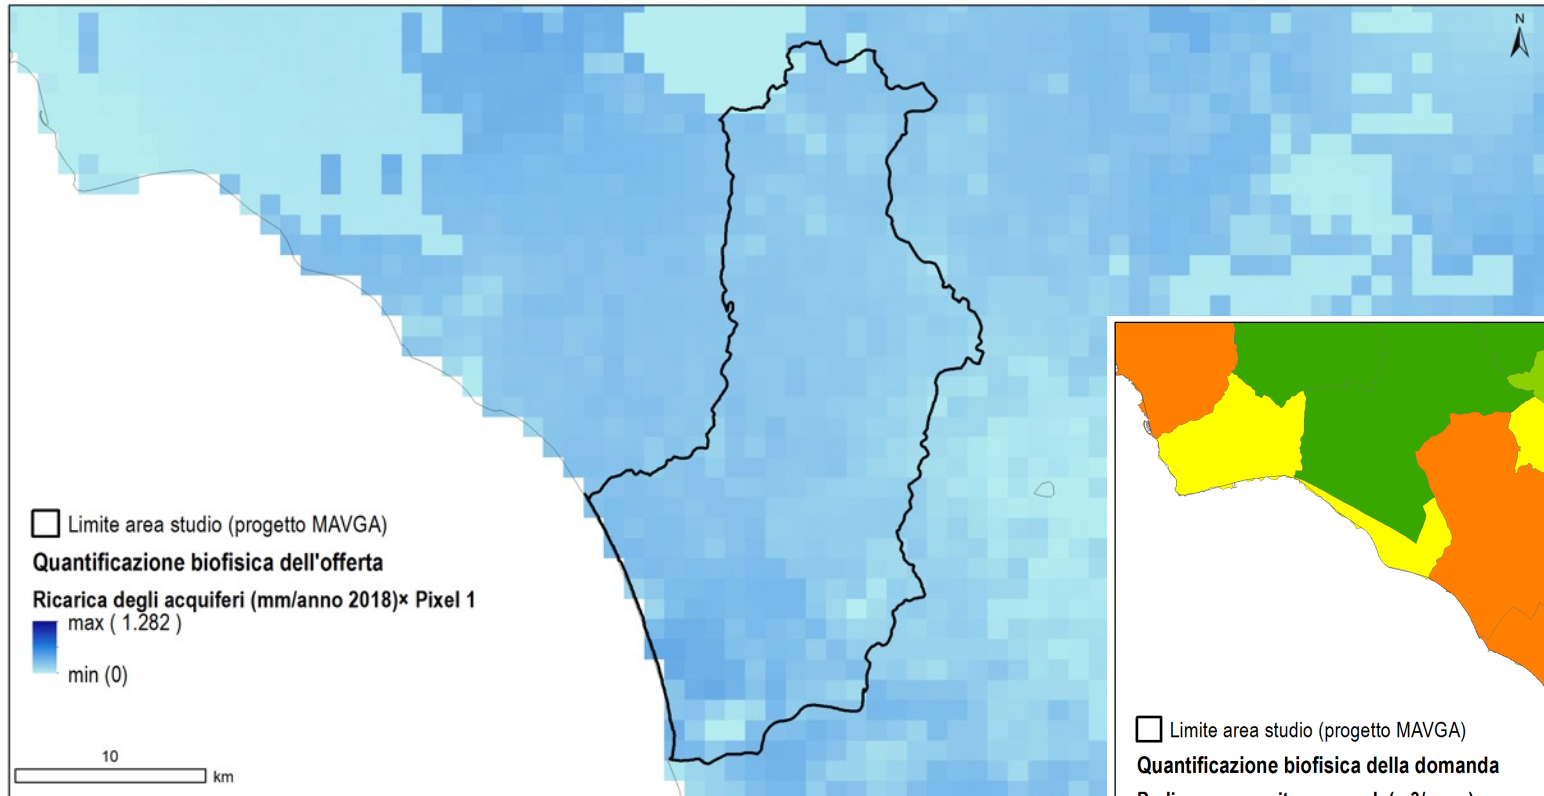 N
Limite area studio (progetto MAVGA)
Quantificazione biofisica dell'offerta
Ricarica degli acquiferi (mm/anno 2018)× Pixel 1
max ( 1.282 )
min (0)
10
km
Limite area studio (progetto MAVGA)
Quantificazione biofisica della domanda